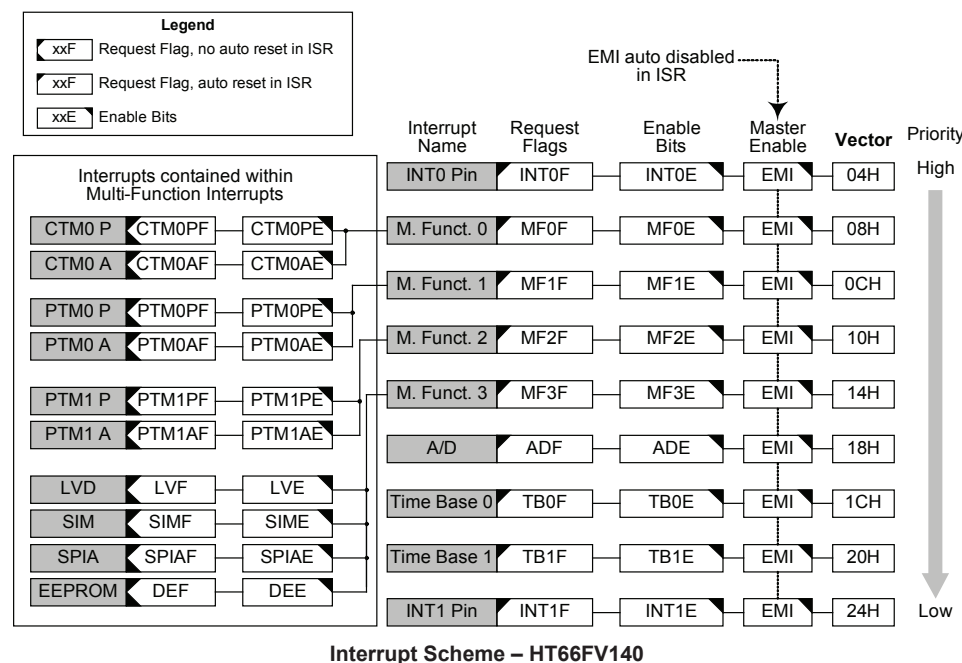 Legend
xxF Request Flag, no auto reset in ISR
xxF Request Flag, auto reset in ISR
xxE Enable Bits
EMI auto disabled
in ISR
Interrupt Name Request Flags Enable Bits Master Enable Vector Priority
INT0 Pin INT0F INT0E EMI 04H High
M. Funct. 0 MF0F MF0E EMI 08H
M. Funct. 1 MF1F MF1E EMI 0CH
M. Funct. 2 MF2F MF2E EMI 10H
M. Funct. 3 MF3F MF3E EMI 14H
A/D ADF ADE EMI 18H
Time Base 0 TB0F TB0E EMI 1CH
Time Base 1 TB1F TB1E EMI 20H
INT1 Pin INT1F INT1E EMI 24H Low
Interrupts contained within
Multi-Function Interrupts
CTM0 P CTM0PF CTM0PE
CTM0 A CTM0AF CTM0AE
PTM0 P PTM0PF PTM0PE
PTM0 A PTM0AF PTM0AE
PTM1 P PTM1PF PTM1PE
PTM1 A PTM1AF PTM1AE
LVD LVF LVE
SIM SIMF SIME
SPIA SPIAF SPIAE
EEPROM DEF DEE
Interrupt Scheme – HT66FV140